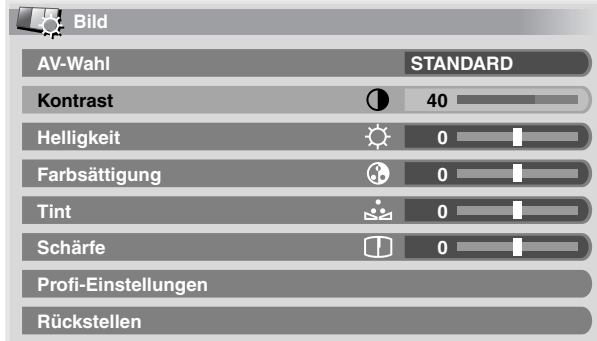 Bild
AV-Wahl STANDARD
Kontrast 40
Helligkeit 0
Farbsättigung 0
Tint 0
Schärfe 0
Profi-Einstellungen
Rückstellen